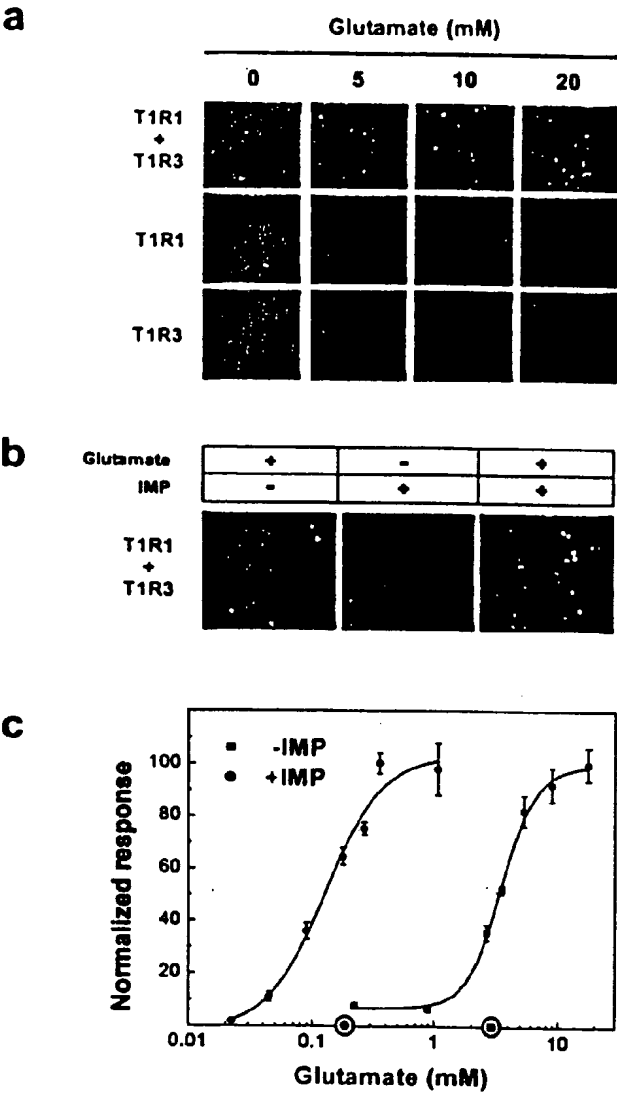 a
Glutamate (mM)
0 5 10 20
T1R1
+
T1R3
T1R1
T1R3
b
Glutamate + - +
IMP - + +
T1R1
+
T1R3
c
-IMP
+IMP
100
80
60
40
20
Normalized response
0.01 0.1 1 10
Glutamate (mM)